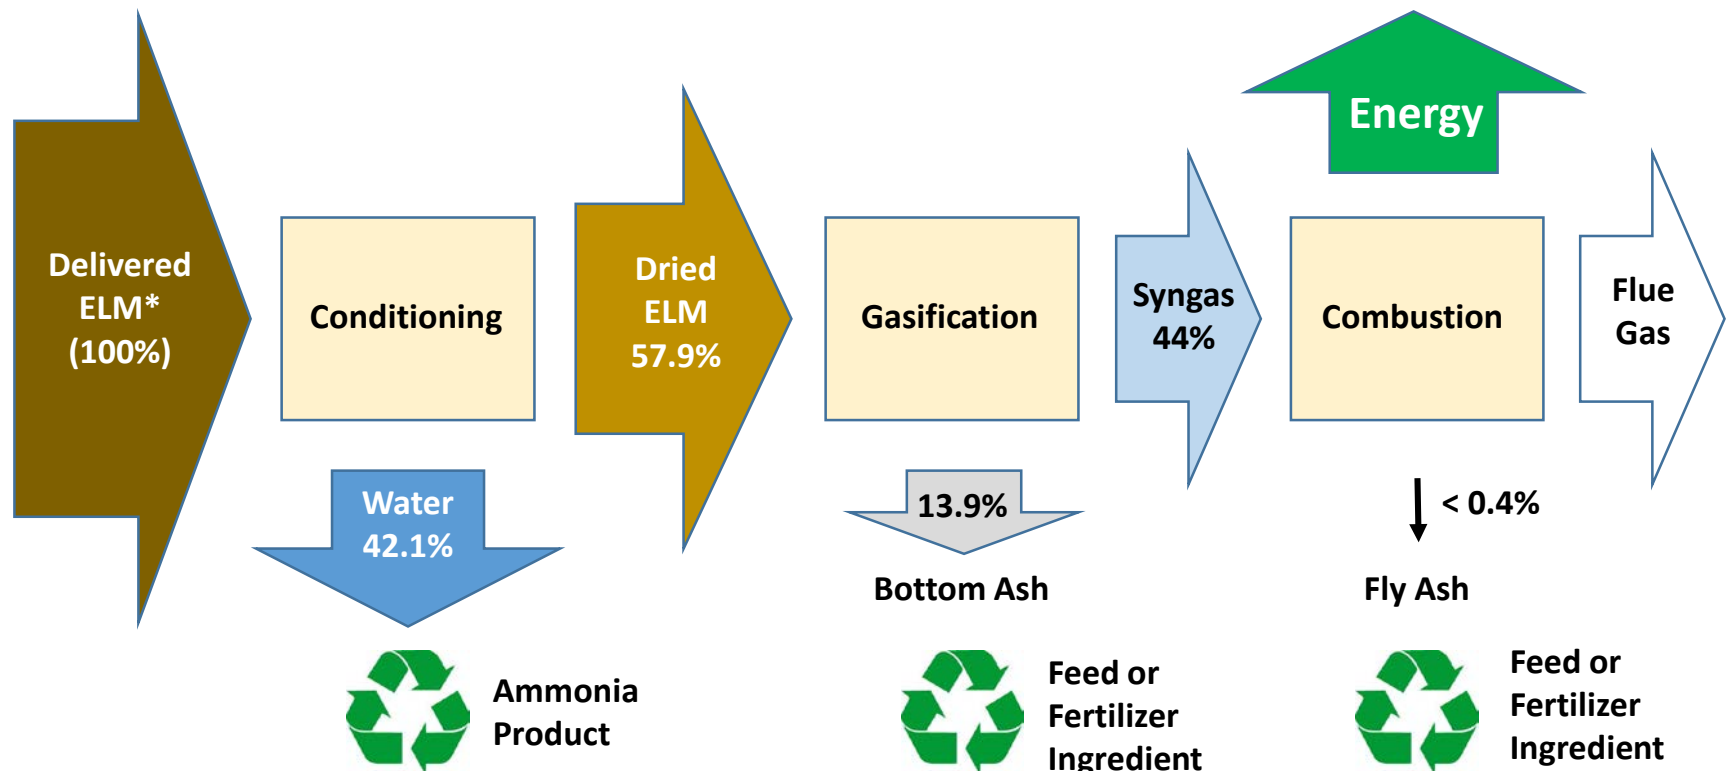 Energy
Delivered
ELM*
(100%)
Conditioning
Dried
ELM
57.9%
Gasification
Syngas
44%
Combustion
Flue
Gas
Water
42.1%
13.9%
< 0.4%
Bottom Ash
Fly Ash
Ammonia
Product
Feed or
Fertilizer
Ingredient
Feed or
Fertilizer
Ingredient